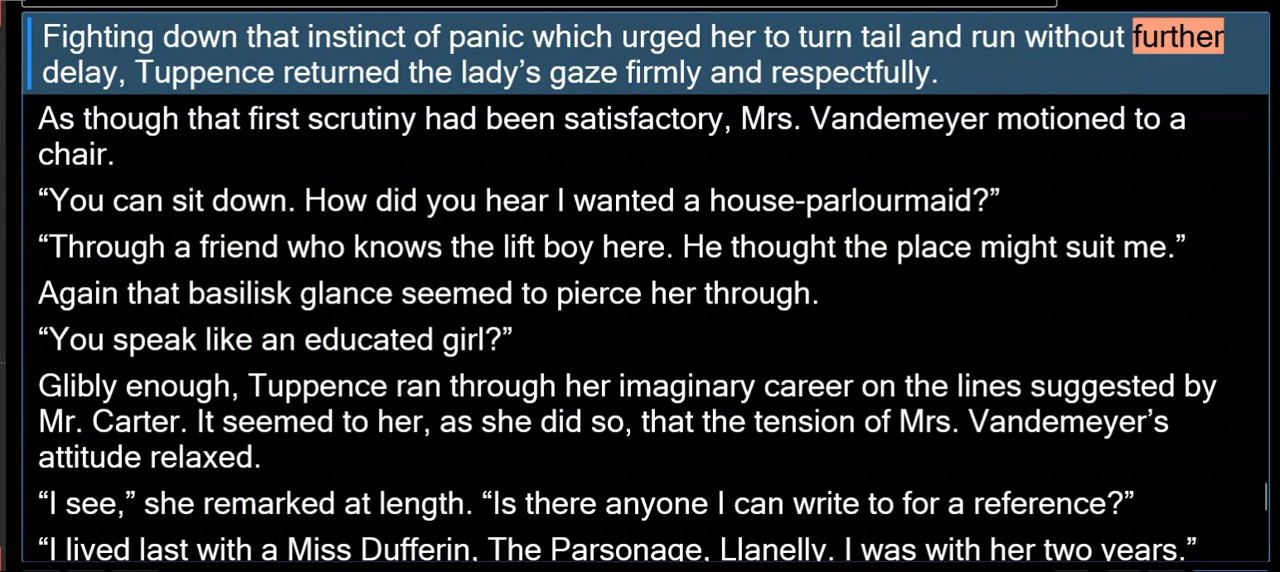 Fighting down that instinct of panic which urged her to turn tail and run without further
delay, Tuppence returned the lady’s gaze firmly and respectfully.
As though that first scrutiny had been satisfactory, Mrs. Vandemeyer motioned to a
chair.
“You can sit down. How did you hear I wanted a house-parlourmaid?”
“Through a friend who knows the lift boy here. He thought the place might suit me.”
Again that basilisk glance seemed to pierce her through.
“You speak like an educated girl?”
Glibly enough, Tuppence ran through her imaginary career on the lines suggested by
Mr. Carter. It seemed to her, as she did so, that the tension of Mrs. Vandemeyer’s
attitude relaxed.
“I see,” she remarked at length. “Is there anyone I can write to for a reference?”
“I lived last with a Miss Dufferin, The Parsonage, Llanelly. I was with her two years.”